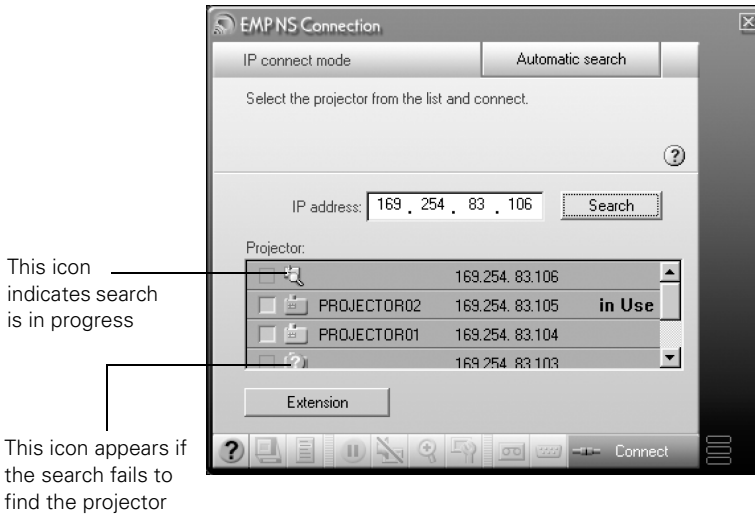 EMP NS Connection
IP connect mode
Automatic search
Select the projector from the list and connect.
?
IP address: 169 . 254 . 83 . 106
Search
Projector:
169.254. 83.106
PROJECTOR02 169.254. 83.105 in Use
PROJECTOR01 169.254. 83.104
? 169.254. 83.103
Extension
? Connect
This icon
indicates search
is in progress
This icon appears if
the search fails to
find the projector